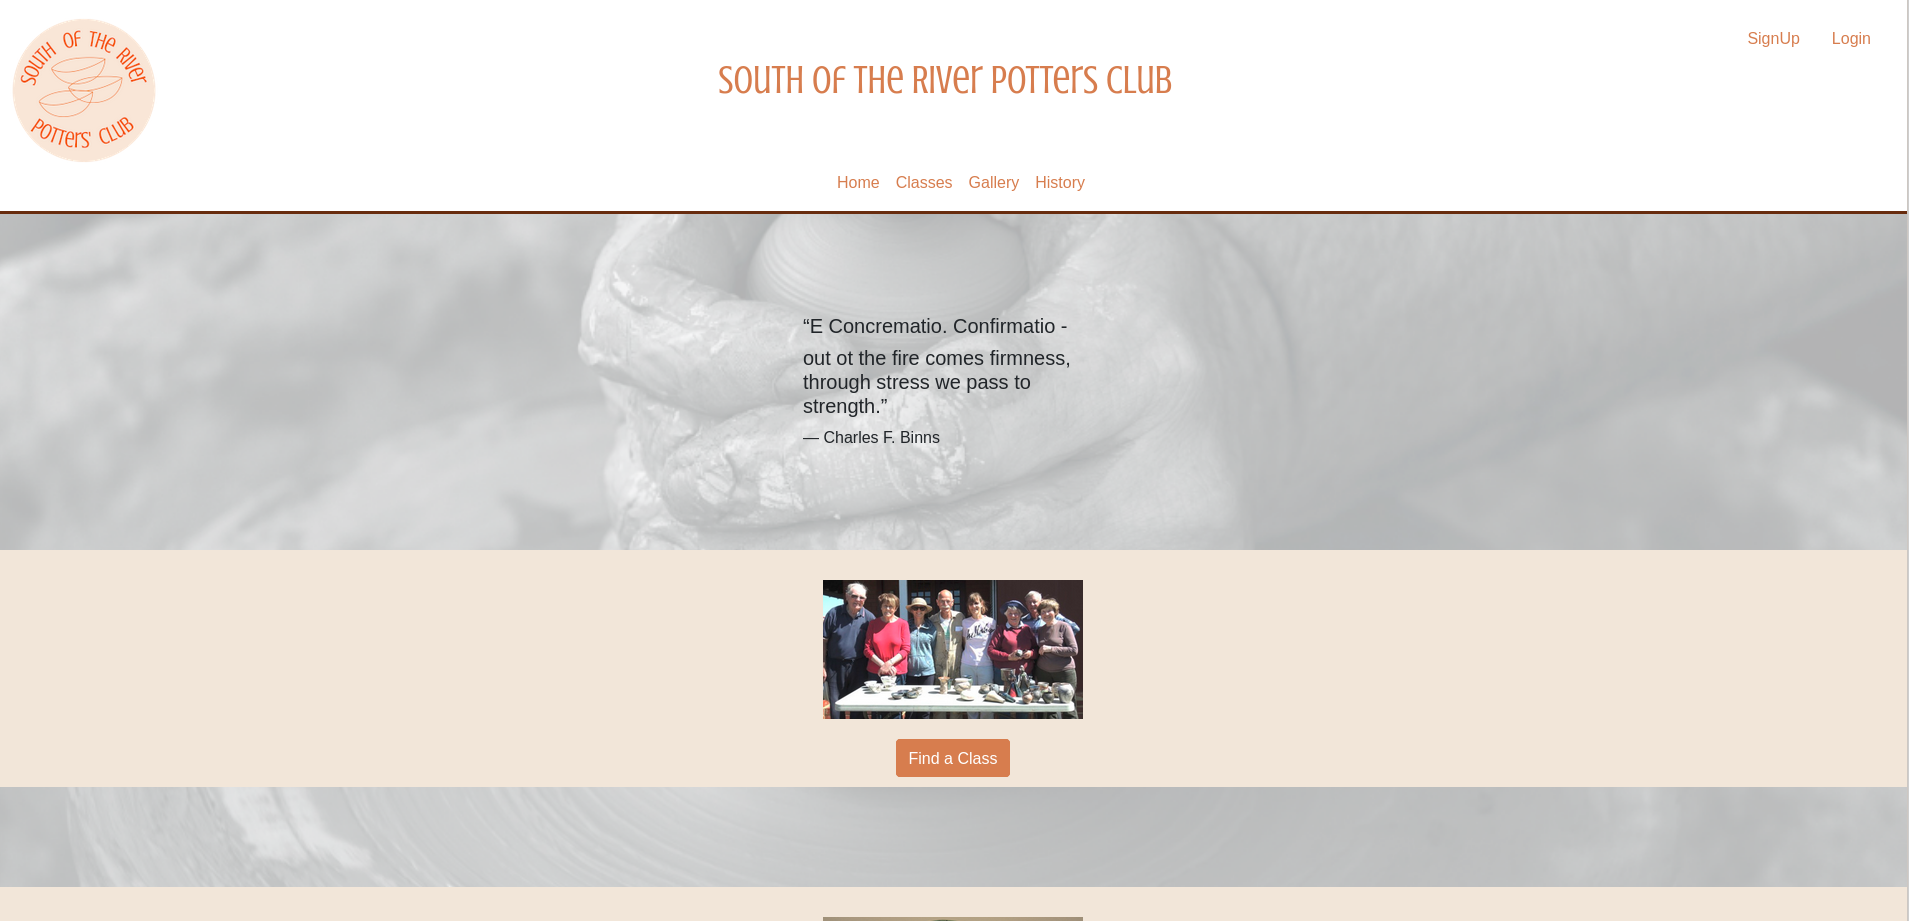 SOUTH OF THE RIVER
POTTERS' CLUB
SignUp Login
South of the River Potters Club
Home Classes Gallery History
“E Concrematio. Confirmatio -
out ot the fire comes firmness,
through stress we pass to
strength.”
— Charles F. Binns
Find a Class